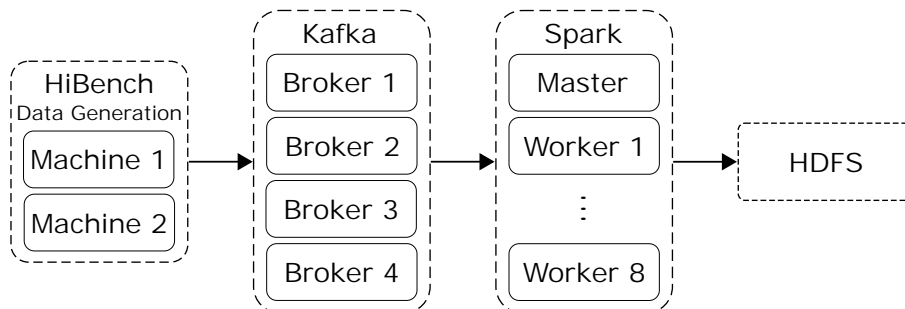 HiBench
Data Generation
Machine 1
Machine 2
Kafka
Broker 1
Broker 2
Broker 3
Broker 4
Spark
Master
Worker 1
⋮
Worker 8
HDFS